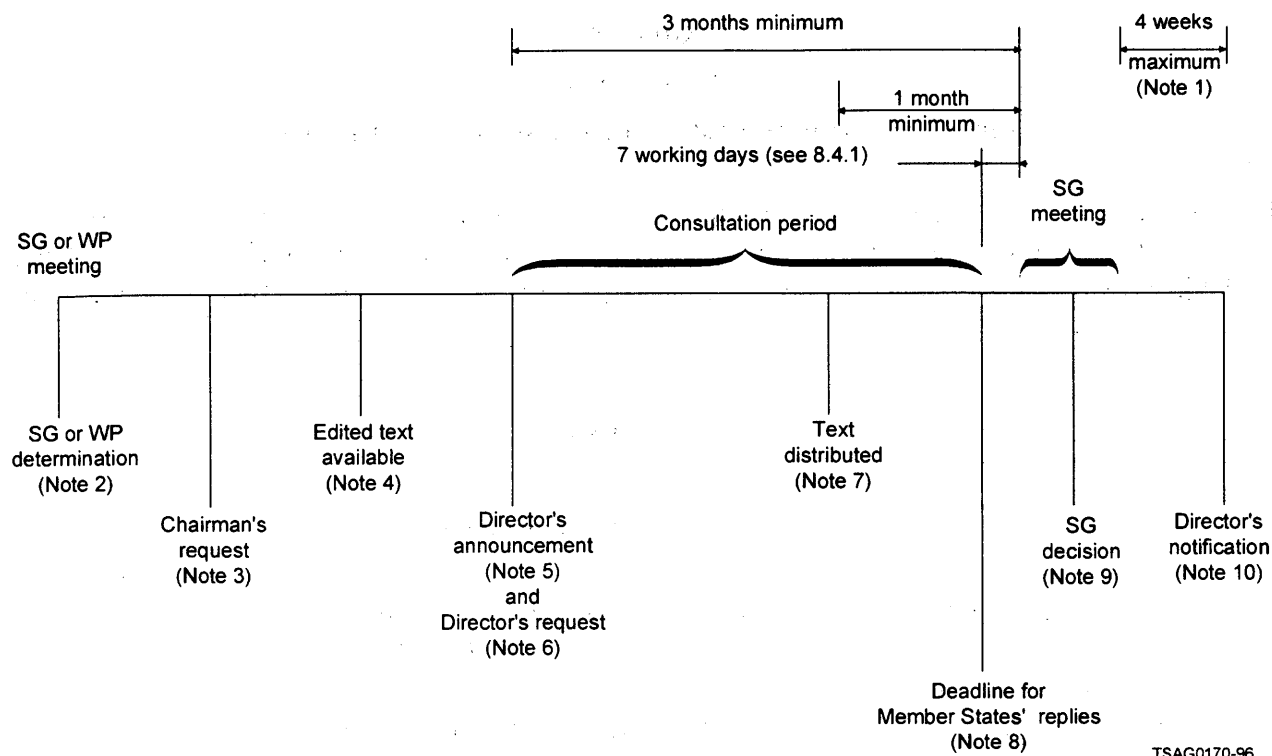 3 months minimum
4 weeks
maximum
(Note 1)
1 month
minimum
7 working days (see 8.4.1)
SG
meeting
Consultation period
SG or WP
meeting
SG or WP
determination
(Note 2)
Chairman's
request
(Note 3)
Edited text
available
(Note 4)
Director's
announcement
(Note 5)
and
Director's request
(Note 6)
Text
distributed
(Note 7)
Deadline for
Member States' replies
(Note 8)
SG
decision
(Note 9)
Director's
notification
(Note 10)
TSAG0170-96